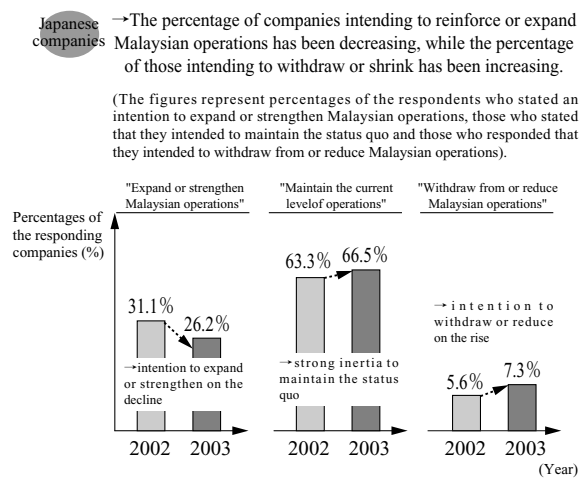 Japanese
companies
→The percentage of companies intending to reinforce or expand
Malaysian operations has been decreasing, while the percentage
of those intending to withdraw or shrink has been increasing.
(The figures represent percentages of the respondents who stated an
intention to expand or strengthen Malaysian operations, those who stated
that they intended to maintain the status quo and those who responded that
they intended to withdraw from or reduce Malaysian operations).
Percentages of
the responding
companies (%)
"Expand or strengthen
Malaysian operations"
31.1%
26.2%
→intention to expand
or strengthen on the
decline
2002 2003
"Maintain the current
levelof operations"
63.3%
66.5%
→strong inertia to
maintain the status
quo
2002 2003
"Withdraw from or reduce
Malaysian operations"
→intention to
withdraw or reduce
on the rise
5.6%
7.3%
2002 2003
(Year)